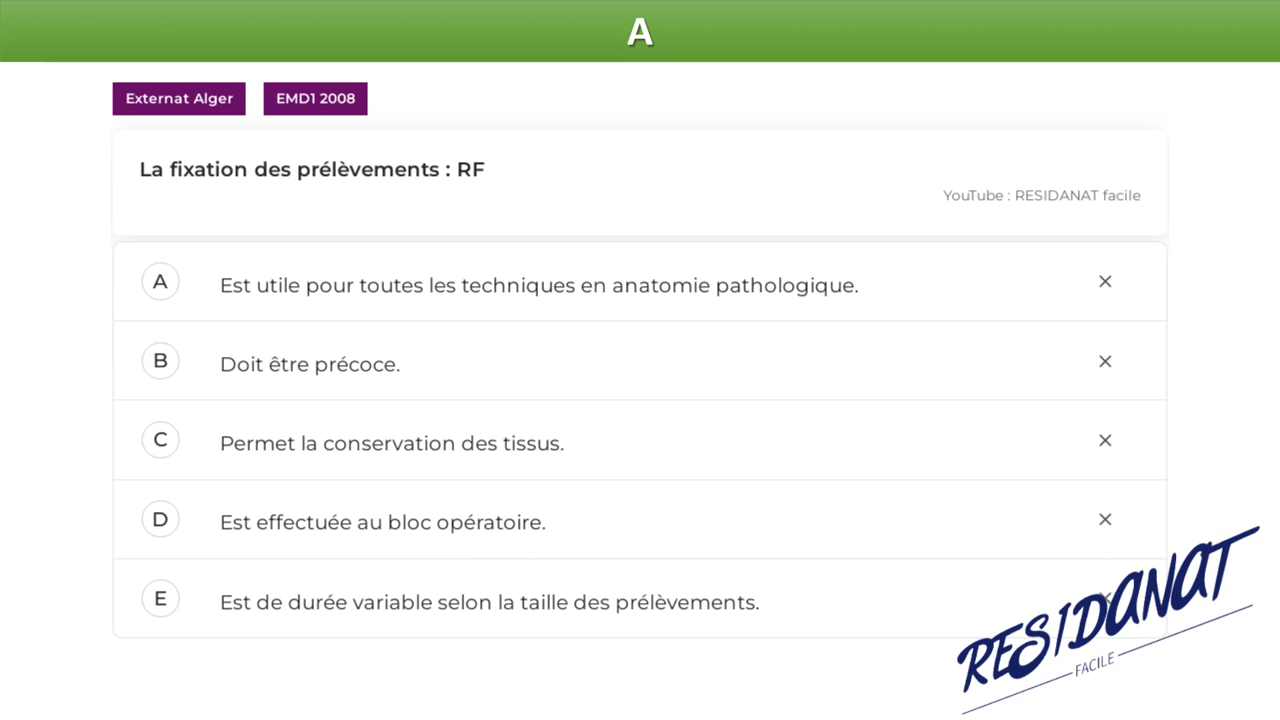 A
Externat Alger EMD1 2008
La fixation des prélèvements : RF
YouTube : RESIDANAT facile
A Est utile pour toutes les techniques en anatomie pathologique. ×
B Doit être précoce. ×
C Permet la conservation des tissus. ×
D Est effectuée au bloc opératoire. ×
E Est de durée variable selon la taille des prélèvements. ×
RESIDANAT
FACILE